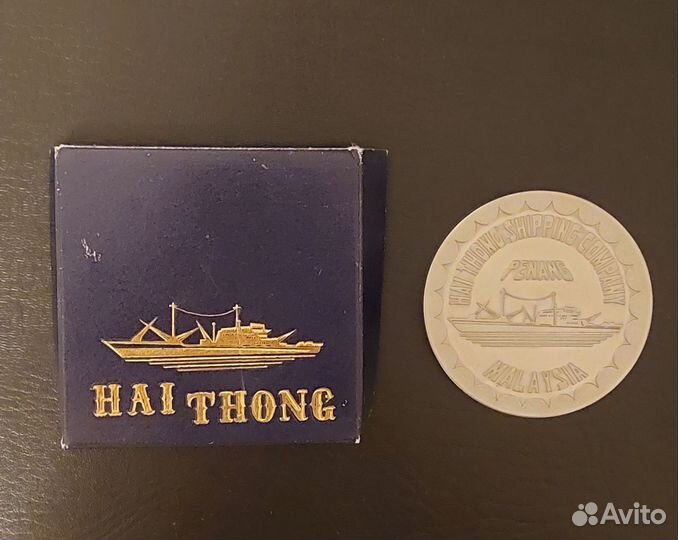 HAI THONG
HAI THONG SHIPPING COMPANY
PENANG
MALAYSIA
Avito